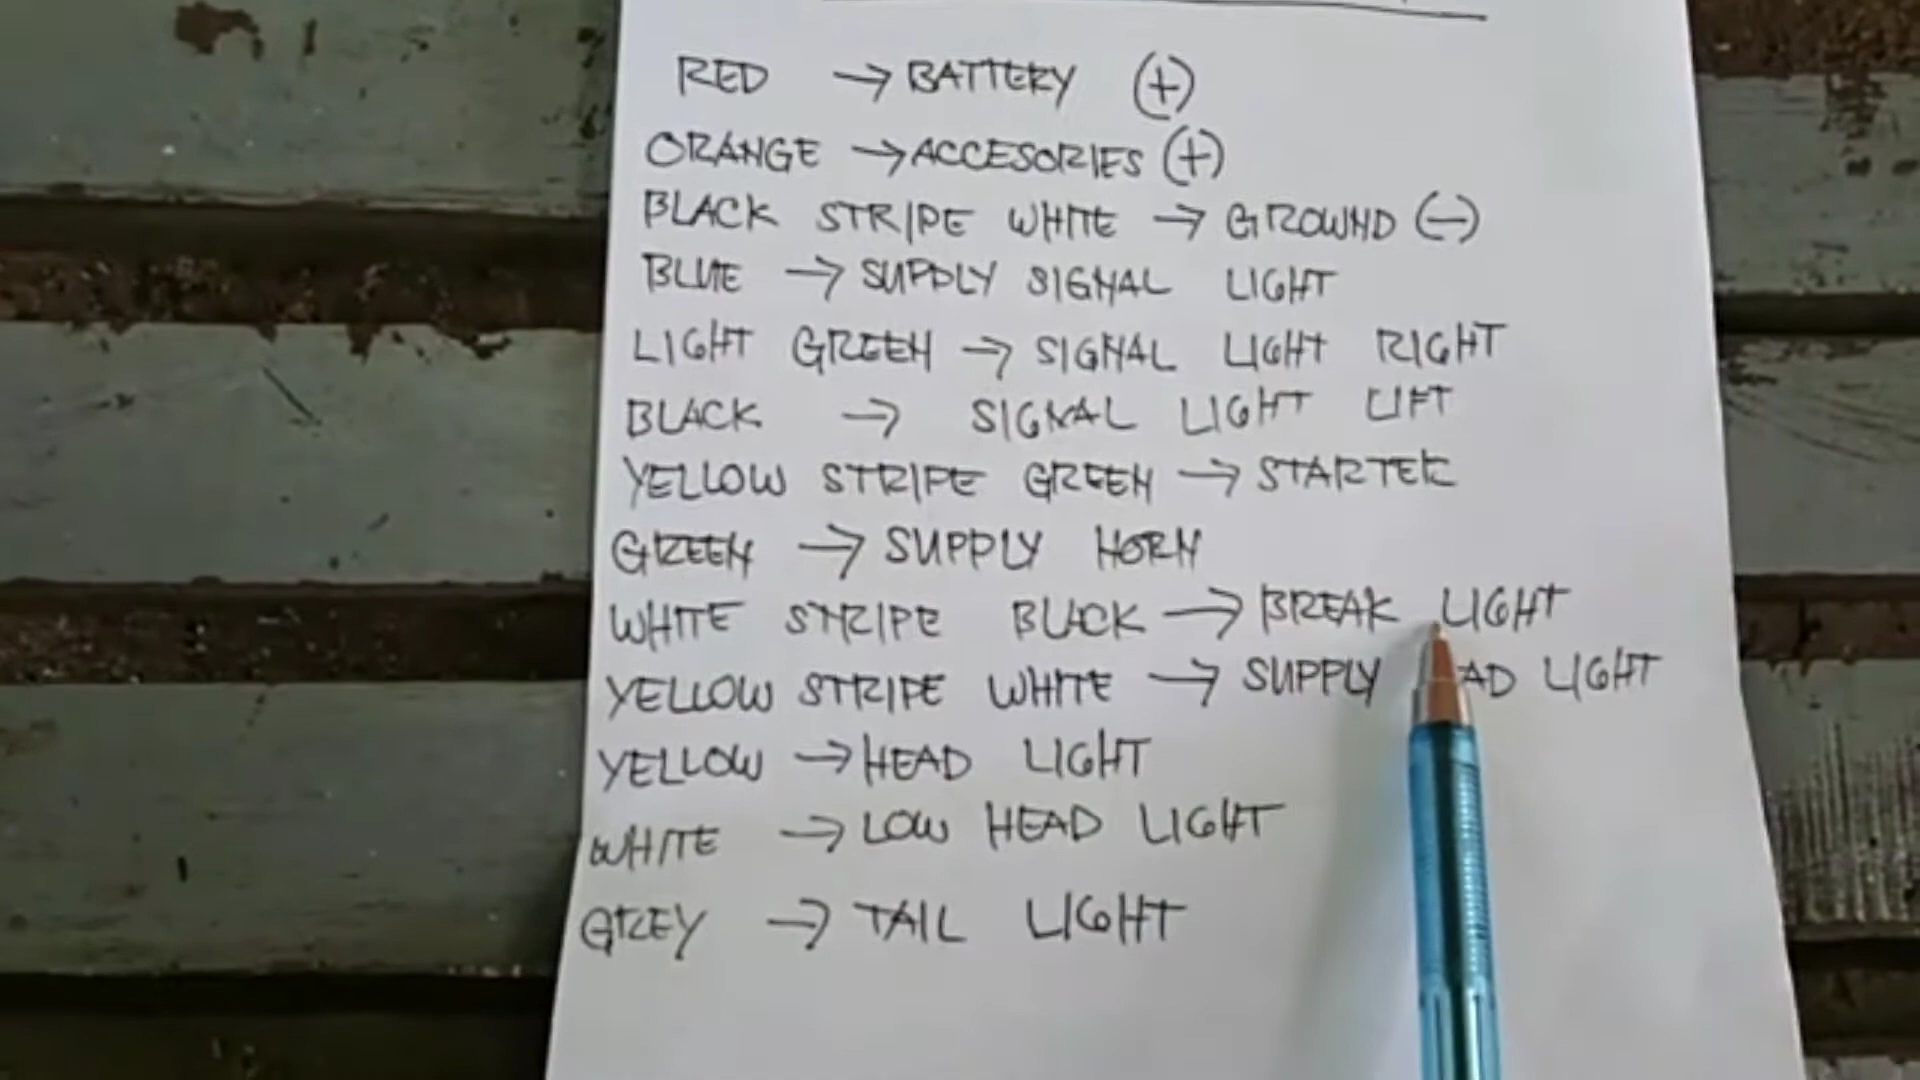 RED → BATTERY (+)
ORANGE → ACCESORIES (+)
BLACK STRIPE WHITE → GROWND (-)
BLUE → SUPPLY SIGNAL LIGHT
LIGHT GREEN → SIGNAL LIGHT RIGHT
BLACK → SIGNAL LIGHT LIFT
YELLOW STRIPE GREEN → STARTER
GREEN → SUPPLY HORN
WHITE STRIPE BLACK → BREAK LIGHT
YELLOW STRIPE WHITE → SUPPLY AD LIGHT
YELLOW → HEAD LIGHT
WHITE → LOW HEAD LIGHT
GREY → TAIL LIGHT